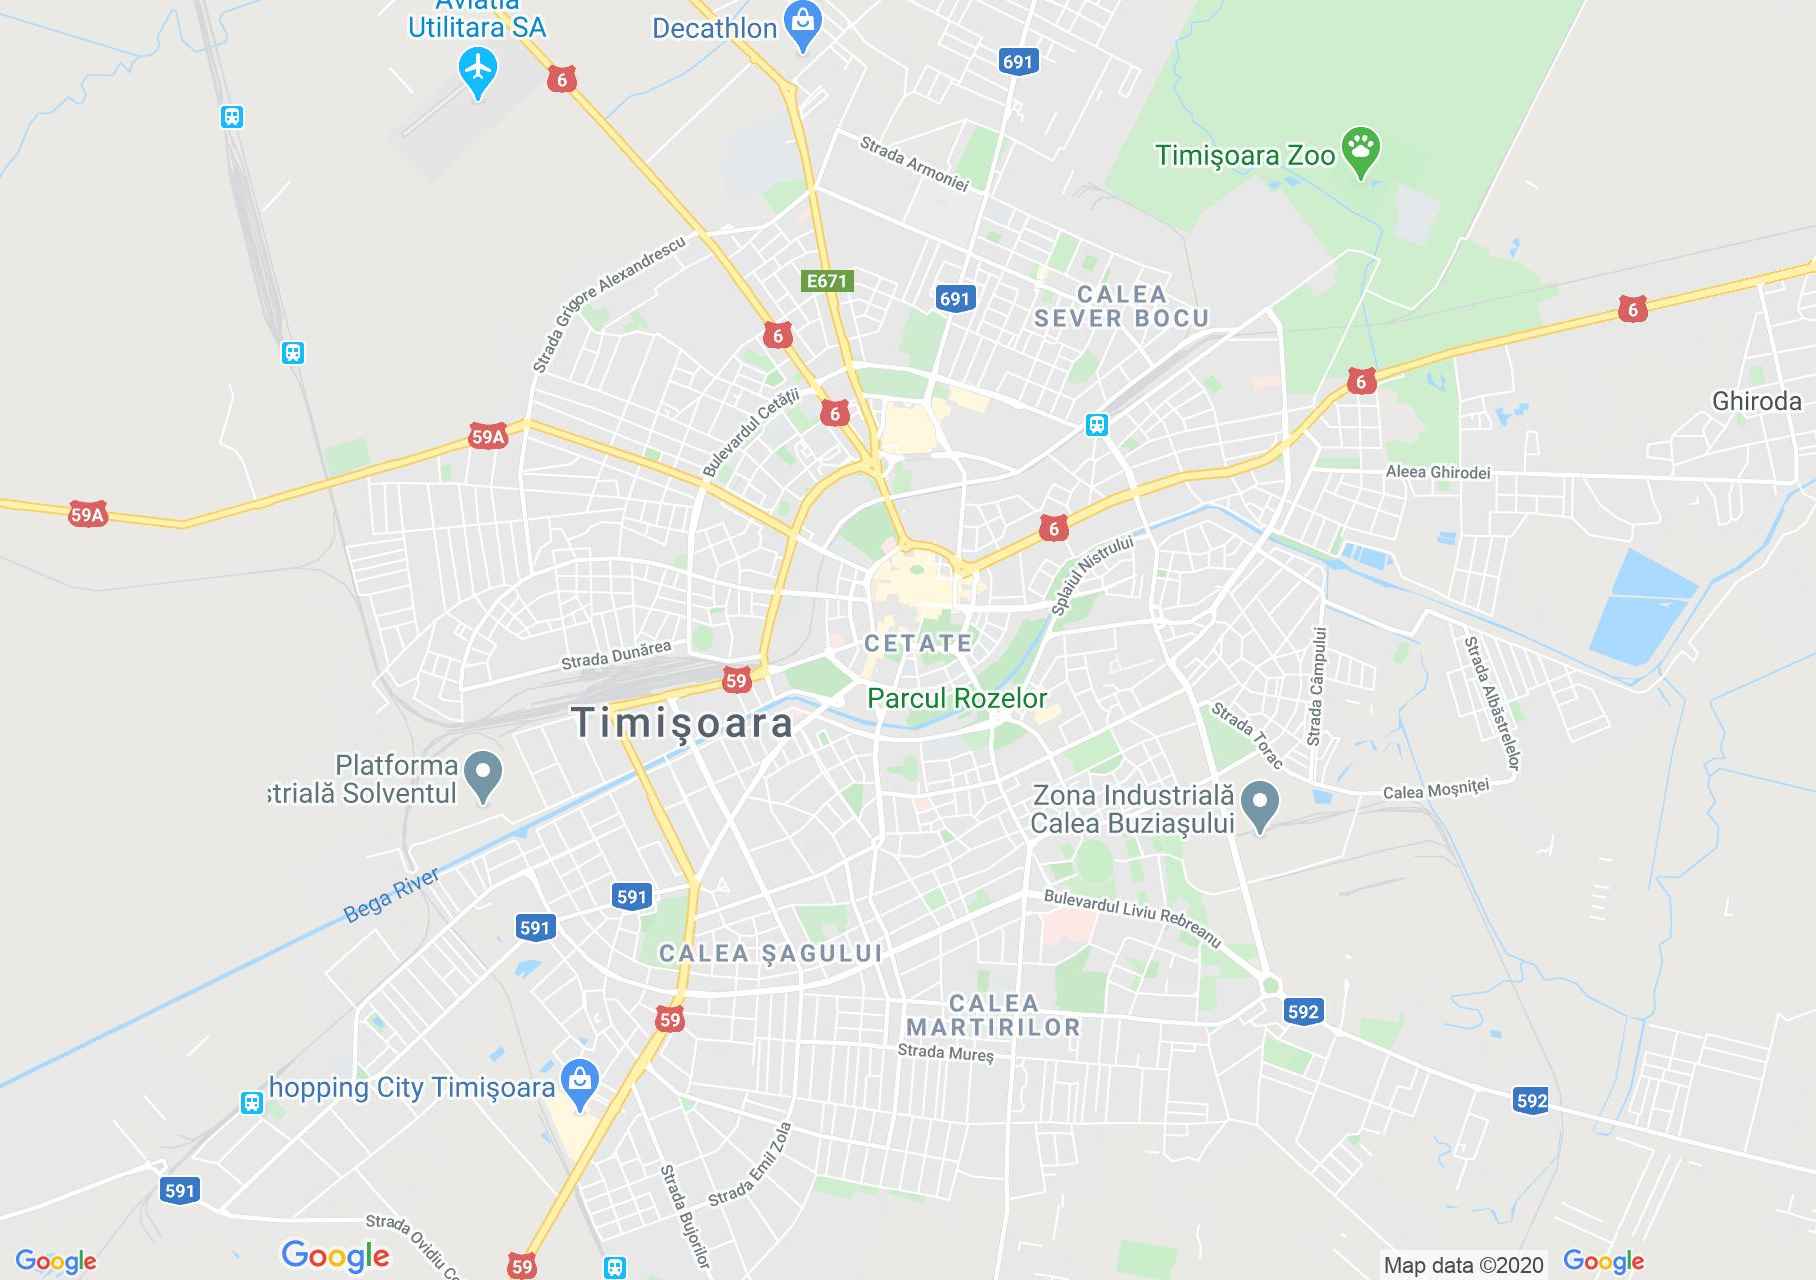 Aviatia
Utilitara SA
Decathlon
6
691
Timişoara Zoo
Strada Armoniei
Strada Grigore Alexandrescu
E671
691
CALEA
SEVER BOCU
6
6
6
6
Ghiroda
Bulevardul Cetăţii
59A
59A
Aleea Ghirodei
6
Splaiul Nistrului
CETATE
Strada Dunărea
59
Parcul Rozelor
Timişoara
Strada Câmpului
Strada Albăstrelelor
Strada Torac
Platforma
strială Solventul
Zona Industrială
Calea Buziaşului
Calea Moşniţei
Bega River
591
591
Bulevardul Liviu Rebreanu
CALEA ŞAGULUI
CALEA
MARTIRILOR
592
59
Strada Mureş
hopping City Timişoara
592
Strada Emil Zola
Strada Bujorilor
591
Strada Ovidiu Co
59
Google
Google
Map data ©2020
Google